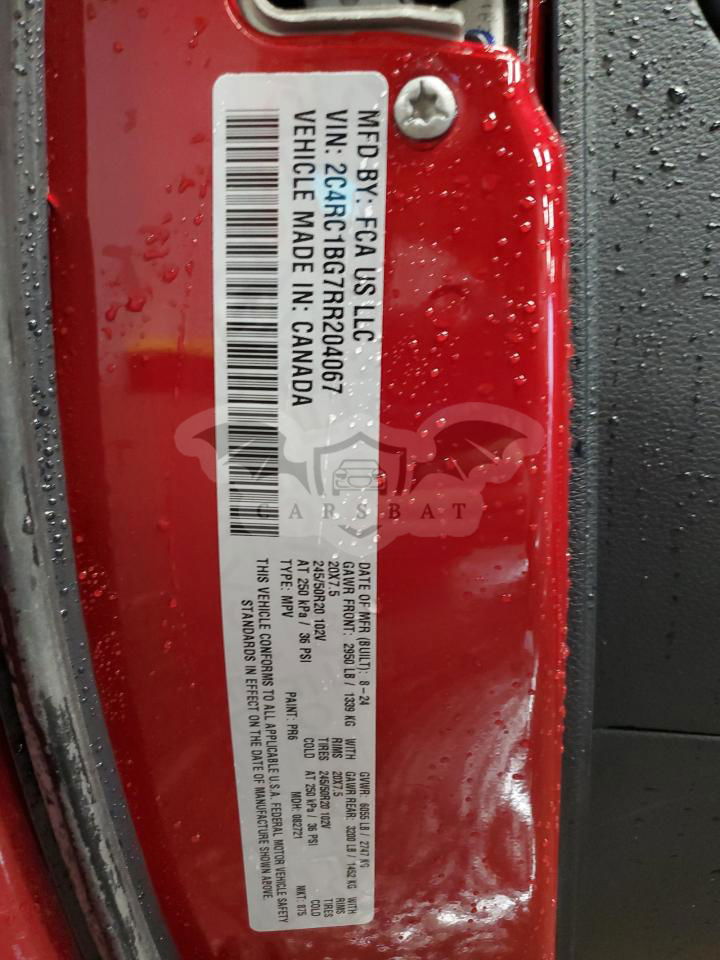 MFD BY: FCA US LLC
VIN: 2C4RC1BG7RR204067
VEHICLE MADE IN: CANADA
DATE OF MFR (BUILT): 8-24 GVWR: 6055 LB / 2747 KG
GAWR FRONT: 2950 LB / 1339 KG WITH GAWR REAR: 3200 LB / 1452 KG WITH
20X7.5 RIMS 20X7.5 RIMS
245/50R20 102V TIRES 245/50R20 102V TIRES
AT 250 kPa / 36 PSI COLD AT 250 kPa / 36 PSI COLD
TYPE: MPV PAINT: PR6 MDH: 082721 MKT: 875
THIS VEHICLE CONFORMS TO ALL APPLICABLE U.S.A. FEDERAL MOTOR VEHICLE SAFETY
STANDARDS IN EFFECT ON THE DATE OF MANUFACTURE SHOWN ABOVE.
CARSBAT